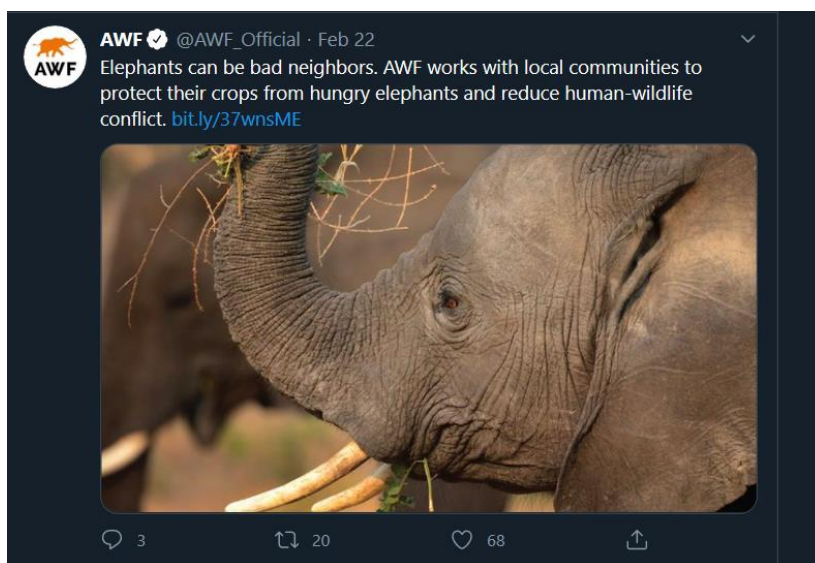 AWF @AWF_Official · Feb 22
AWF
Elephants can be bad neighbors. AWF works with local communities to
protect their crops from hungry elephants and reduce human-wildlife
conflict. bit.ly/37wnsME
3 20 68